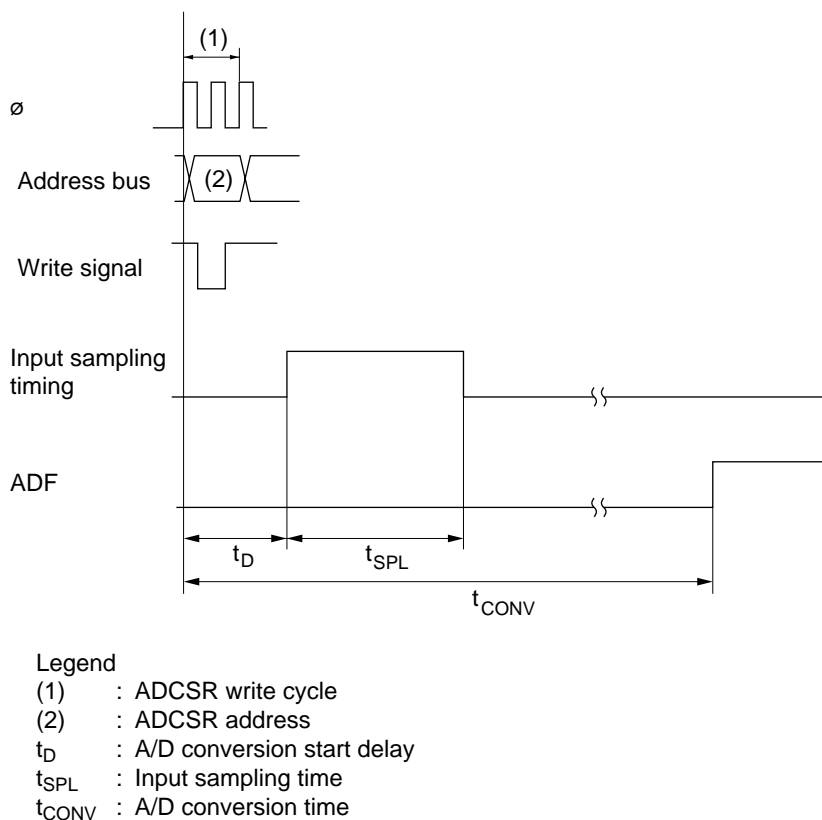 (1)
ø
Address bus
(2)
Write signal
Input sampling
timing
ADF
tD
tSPL
tCONV
Legend
(1) : ADCSR write cycle
(2) : ADCSR address
tD : A/D conversion start delay
tSPL : Input sampling time
tCONV : A/D conversion time